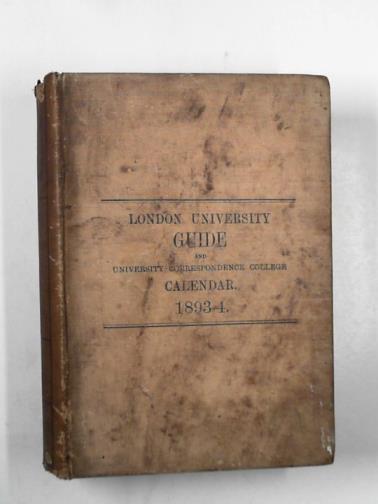 LONDON UNIVERSITY
GUIDE
AND
UNIVERSITY CORRESPONDENCE COLLEGE
CALENDAR.
1893-4.